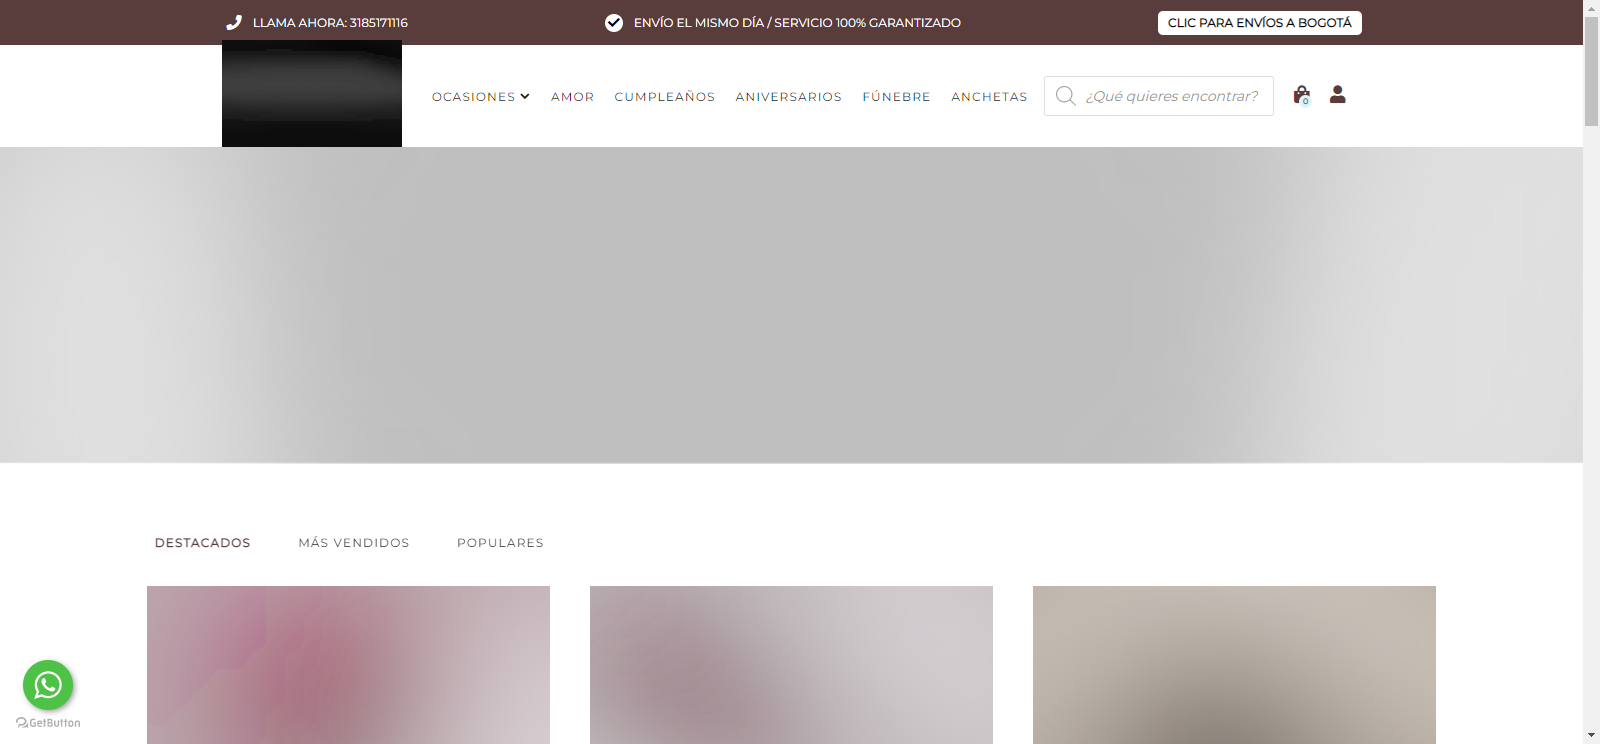 LLAMA AHORA: 3185171116
ENVÍO EL MISMO DÍA / SERVICIO 100% GARANTIZADO
CLIC PARA ENVÍOS A BOGOTÁ
OCASIONES
AMOR
CUMPLEAÑOS
ANIVERSARIOS
FÚNEBRE
ANCHETAS
¿Qué quieres encontrar?
0
DESTACADOS
MÁS VENDIDOS
POPULARES
GetButton